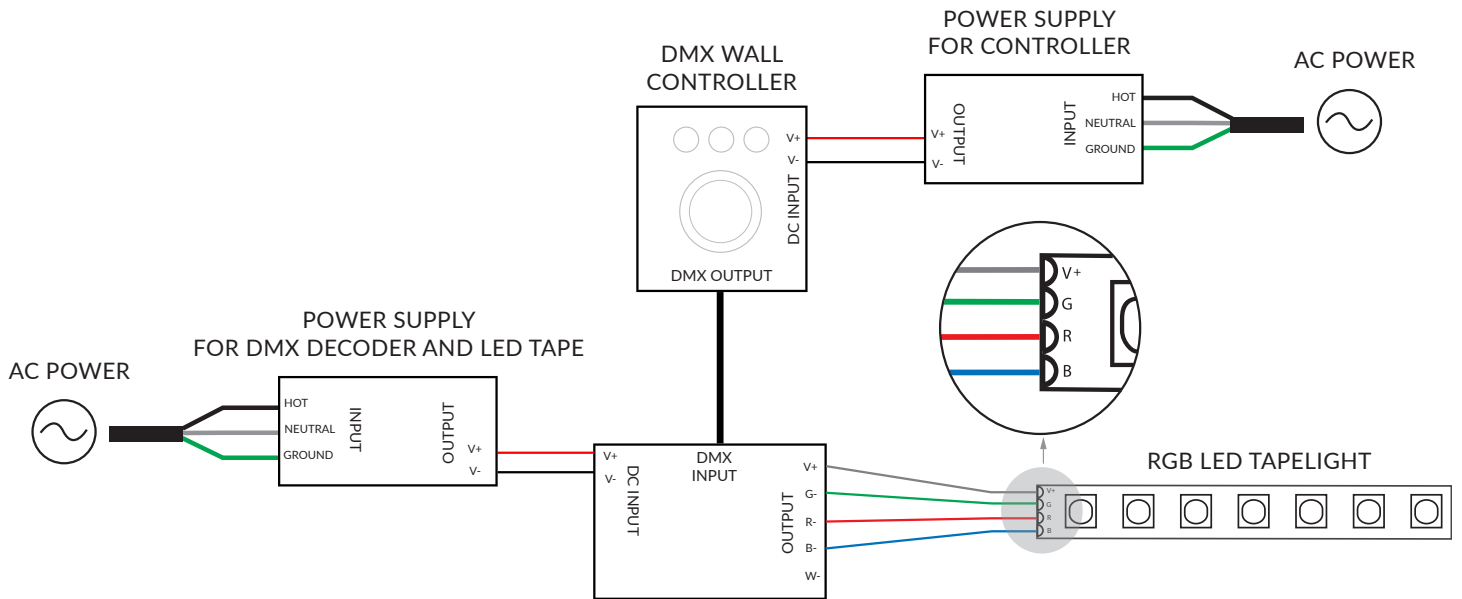 POWER SUPPLY
FOR CONTROLLER
AC POWER
DMX WALL
CONTROLLER
V+
V-
DC INPUT
DMX OUTPUT
OUTPUT
V+
V-
INPUT
HOT
NEUTRAL
GROUND
V+
G
R
B
POWER SUPPLY
FOR DMX DECODER AND LED TAPE
AC POWER
HOT
NEUTRAL
GROUND
INPUT
OUTPUT
V+
V-
V+
V-
DC INPUT
DMX
INPUT
OUTPUT
V+
G-
R-
B-
W-
RGB LED TAPELIGHT
V+
G
R
B